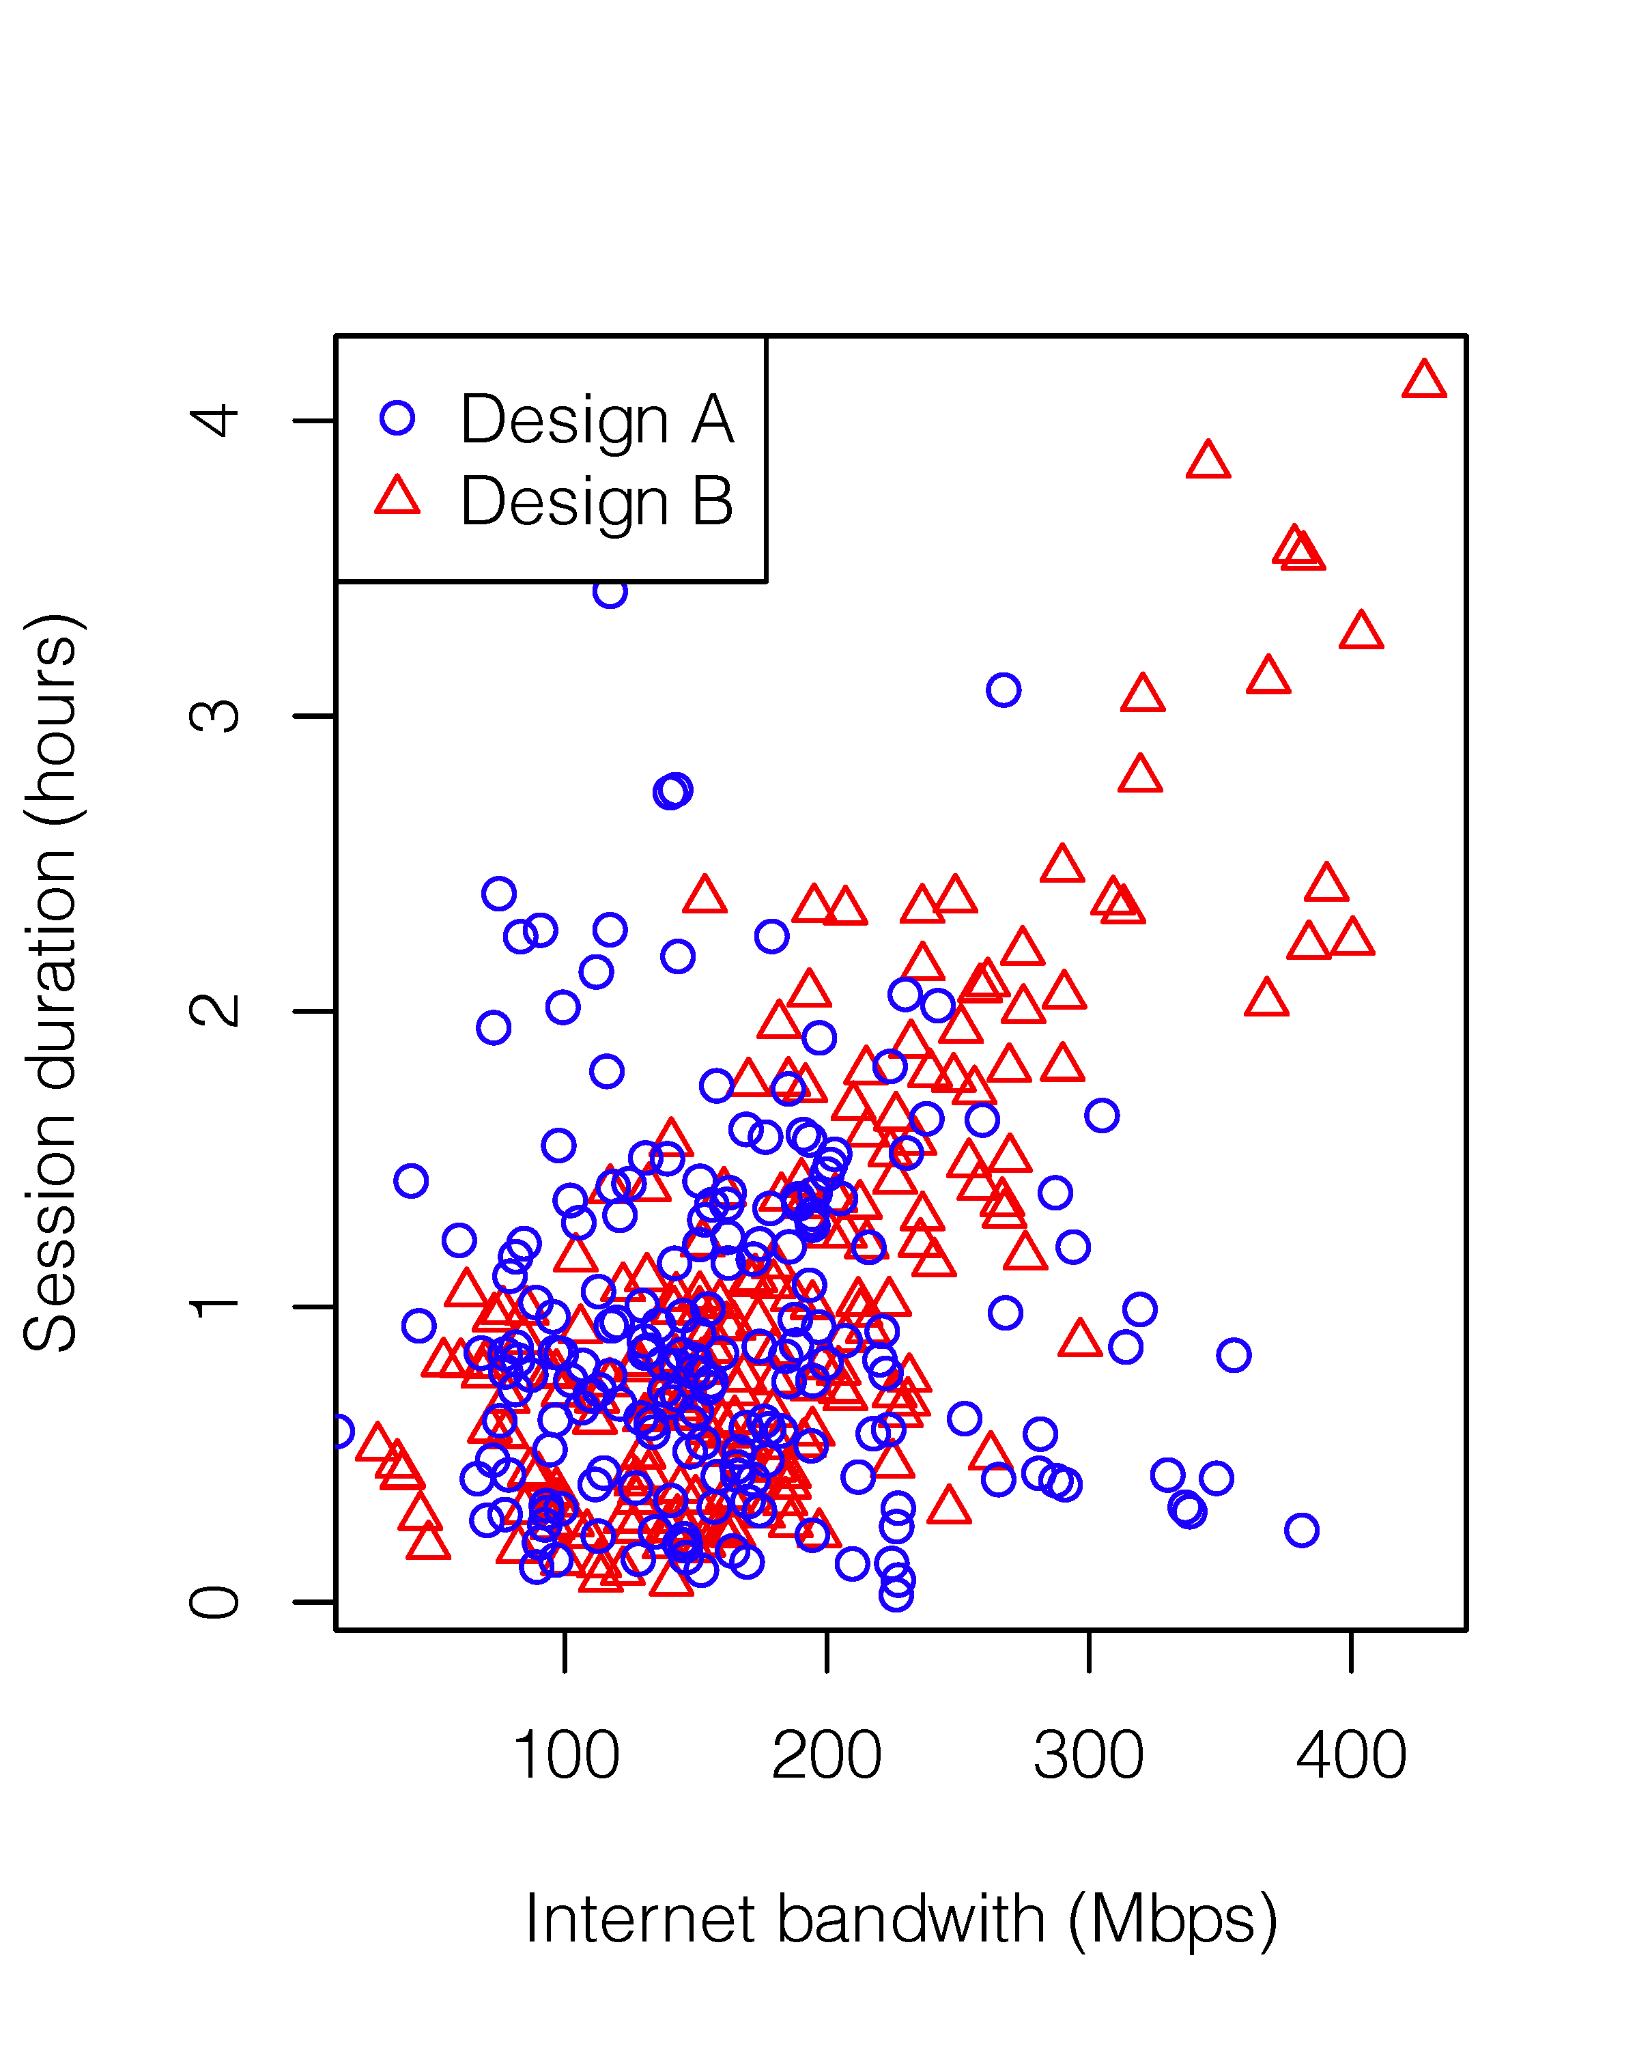 Design A
Design B
Session duration (hours)
4
3
2
1
0
100 200 300 400
Internet bandwith (Mbps)